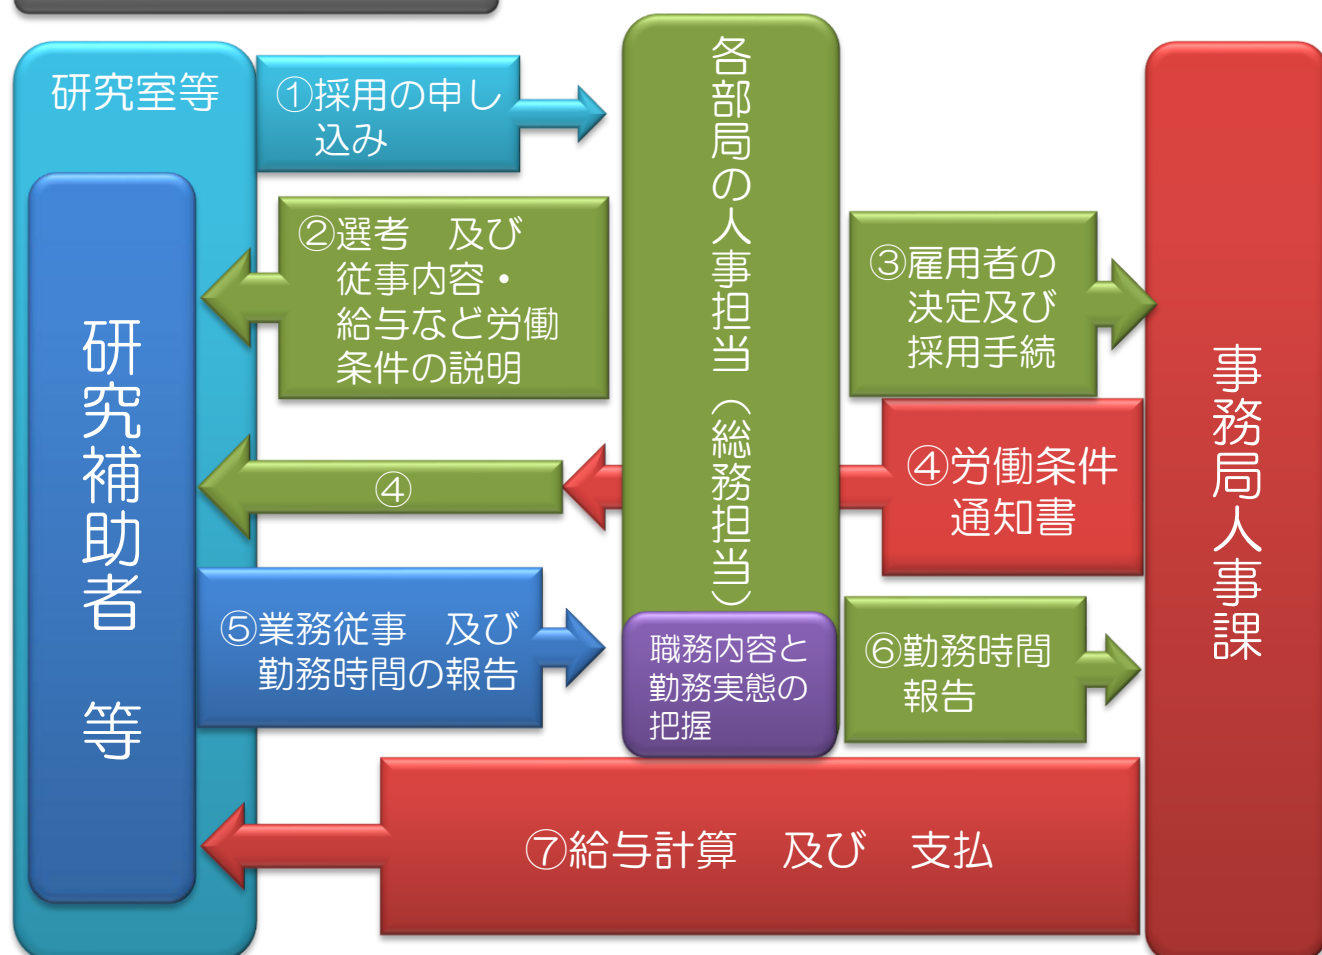 研究室等
①採用の申し
込み
各部局の人事担当（総務担当）
②選考　及び
従事内容・
給与など労働
条件の説明
③雇用者の
決定及び
採用手続
研究補助者　等
事務局人事課
④労働条件
通知書
④
⑤業務従事　及び
勤務時間の報告
職務内容と
勤務実態の
把握
⑥勤務時間
報告
⑦給与計算　及び　支払